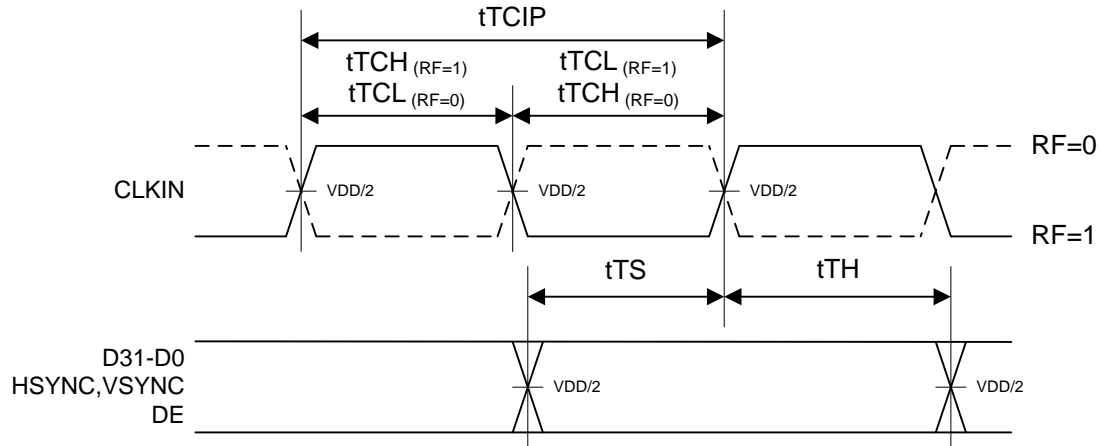 tTCIP
tTCH (RF=1) tTCL (RF=1)
tTCL (RF=0) tTCH (RF=0)
RF=0
CLKIN VDD/2 VDD/2 VDD/2
RF=1
tTS tTH
D31-D0
HSYNC,VSYNC VDD/2 VDD/2
DE